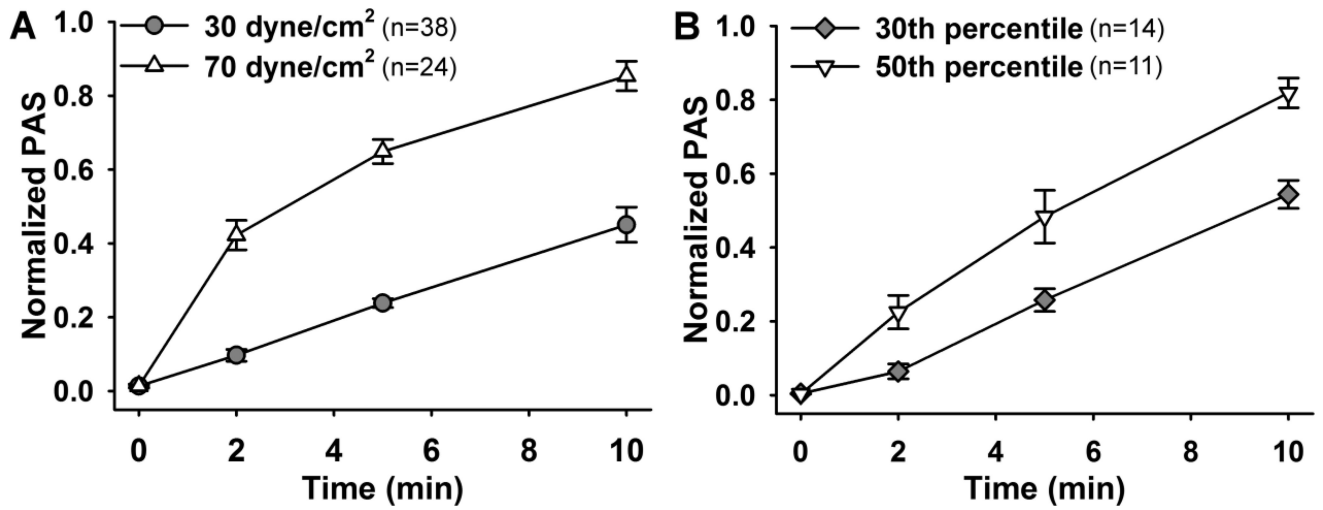 A
30 dyne/cm² (n=38)
70 dyne/cm² (n=24)
Normalized PAS
1.0
0.8
0.6
0.4
0.2
0.0
0 2 4 6 8 10
Time (min)
B
30th percentile (n=14)
50th percentile (n=11)
Normalized PAS
1.0
0.8
0.6
0.4
0.2
0.0
0 2 4 6 8 10
Time (min)